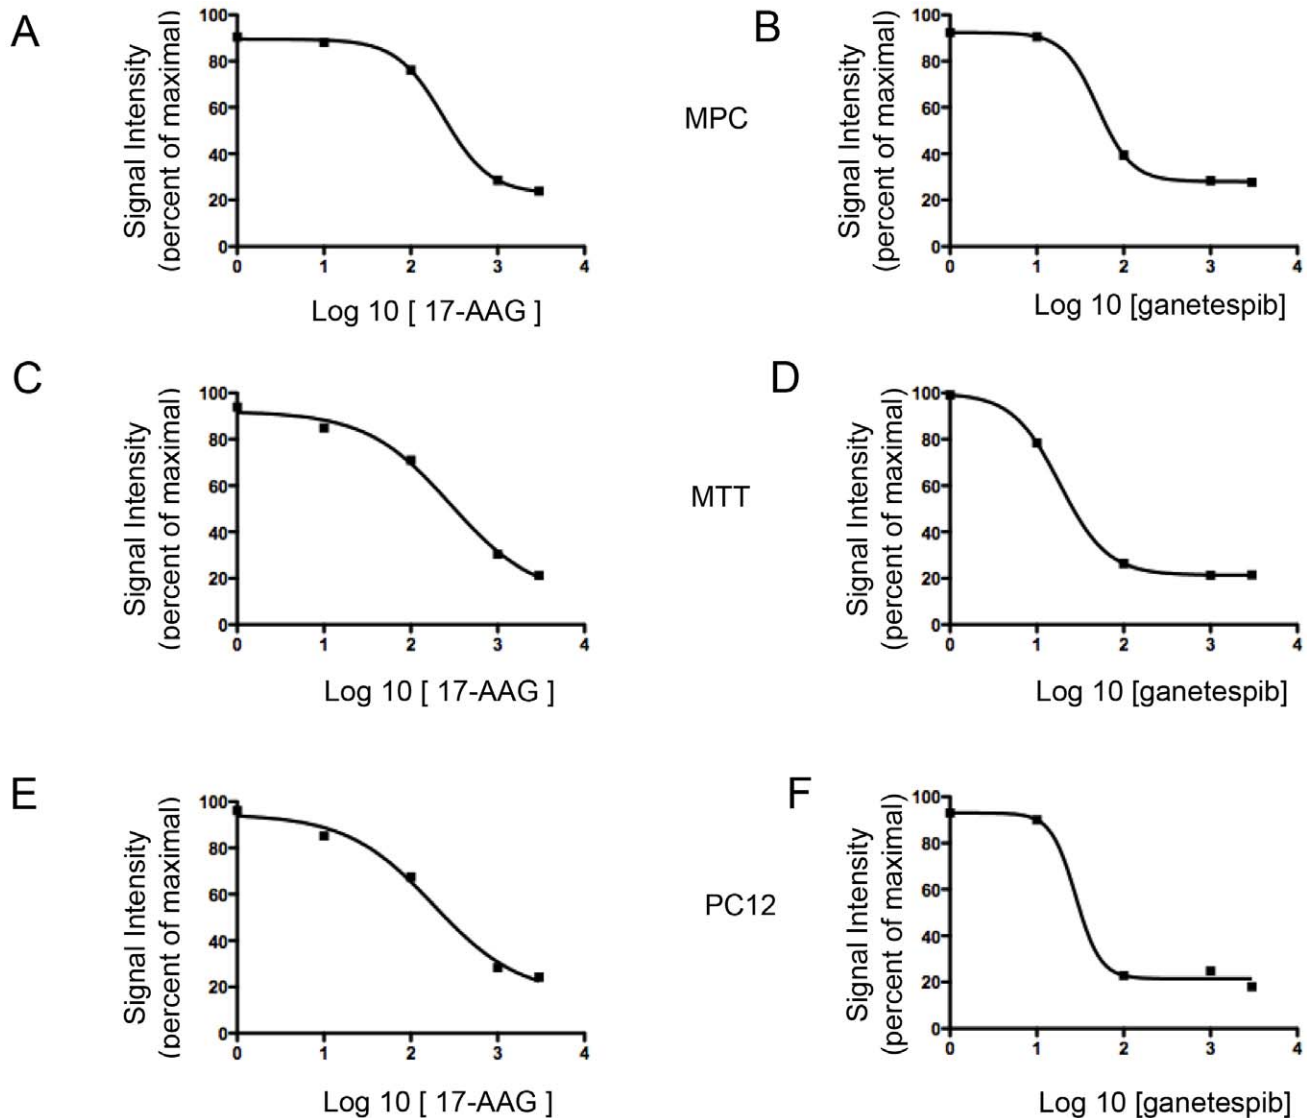 A
Signal Intensity
(percent of maximal)
100
80
60
40
20
0
0 1 2 3 4
Log 10 [ 17-AAG ]
MPC
B
Signal Intensity
(percent of maximal)
100
80
60
40
20
0
0 1 2 3 4
Log 10 [ganetespib]
C
Signal Intensity
(percent of maximal)
100
80
60
40
20
0
0 1 2 3 4
Log 10 [ 17-AAG ]
MTT
D
Signal Intensity
(percent of maximal)
100
80
60
40
20
0
0 1 2 3 4
Log 10 [ganetespib]
E
Signal Intensity
(percent of maximal)
100
80
60
40
20
0
0 1 2 3 4
Log 10 [ 17-AAG ]
PC12
F
Signal Intensity
(percent of maximal)
100
80
60
40
20
0
0 1 2 3 4
Log 10 [ganetespib]